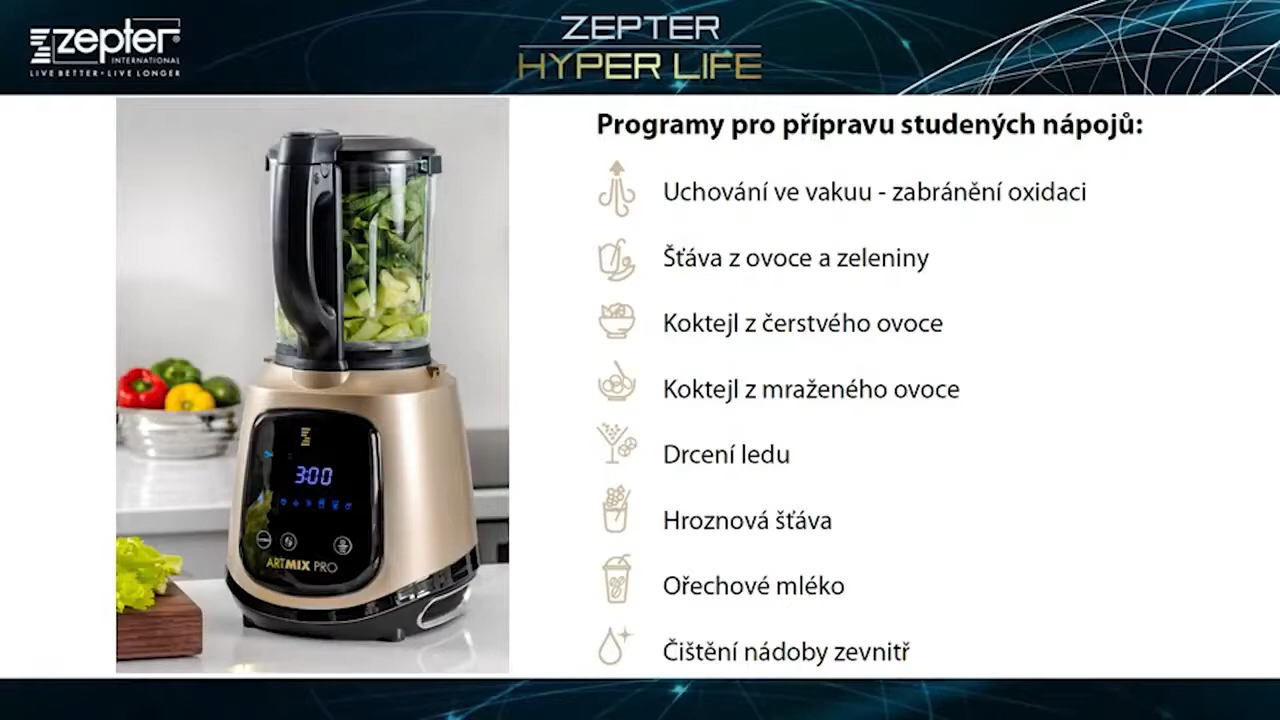 zepter
INTERNATIONAL
LIVE BETTER • LIVE LONGER
ZEPTER
HYPER LIFE
Programy pro přípravu studených nápojů:
Uchování ve vakuu - zabránění oxidaci
Šťáva z ovoce a zeleniny
Koktejl z čerstvého ovoce
Koktejl z mraženého ovoce
Drcení ledu
Hroznová šťáva
Ořechové mléko
Čištění nádoby zevnitř
3:00
ARTMIX PRO